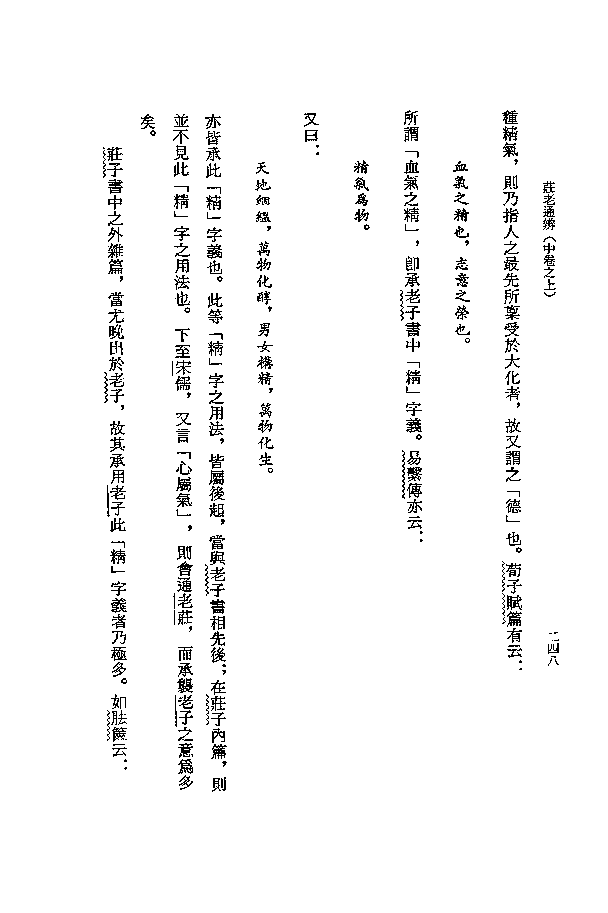 莊老通辨（中卷之上）
二四八
種精氣，則乃指人之最先所稟受於大化者，故又謂之「德」也。荀子賦篇有云：
血氣之精也，志意之榮也。
所謂「血氣之精」，卽承老子書中「精」字義。易繫傳亦云：
精氣爲物。
又曰：
天地絪縕，萬物化醇，男女構精，萬物化生。
亦皆承此「精」字義也。此等「精」字之用法，皆屬後起，當與老子書相先後；在莊子內篇，則
並不見此「精」字之用法也。下至宋儒，又言「心屬氣」，則會通老莊，而承襲老子之意爲多
矣。
莊子書中之外雜篇，當尤晚出於老子，故其承用老子此「精」字義者乃極多。如胠篋云：